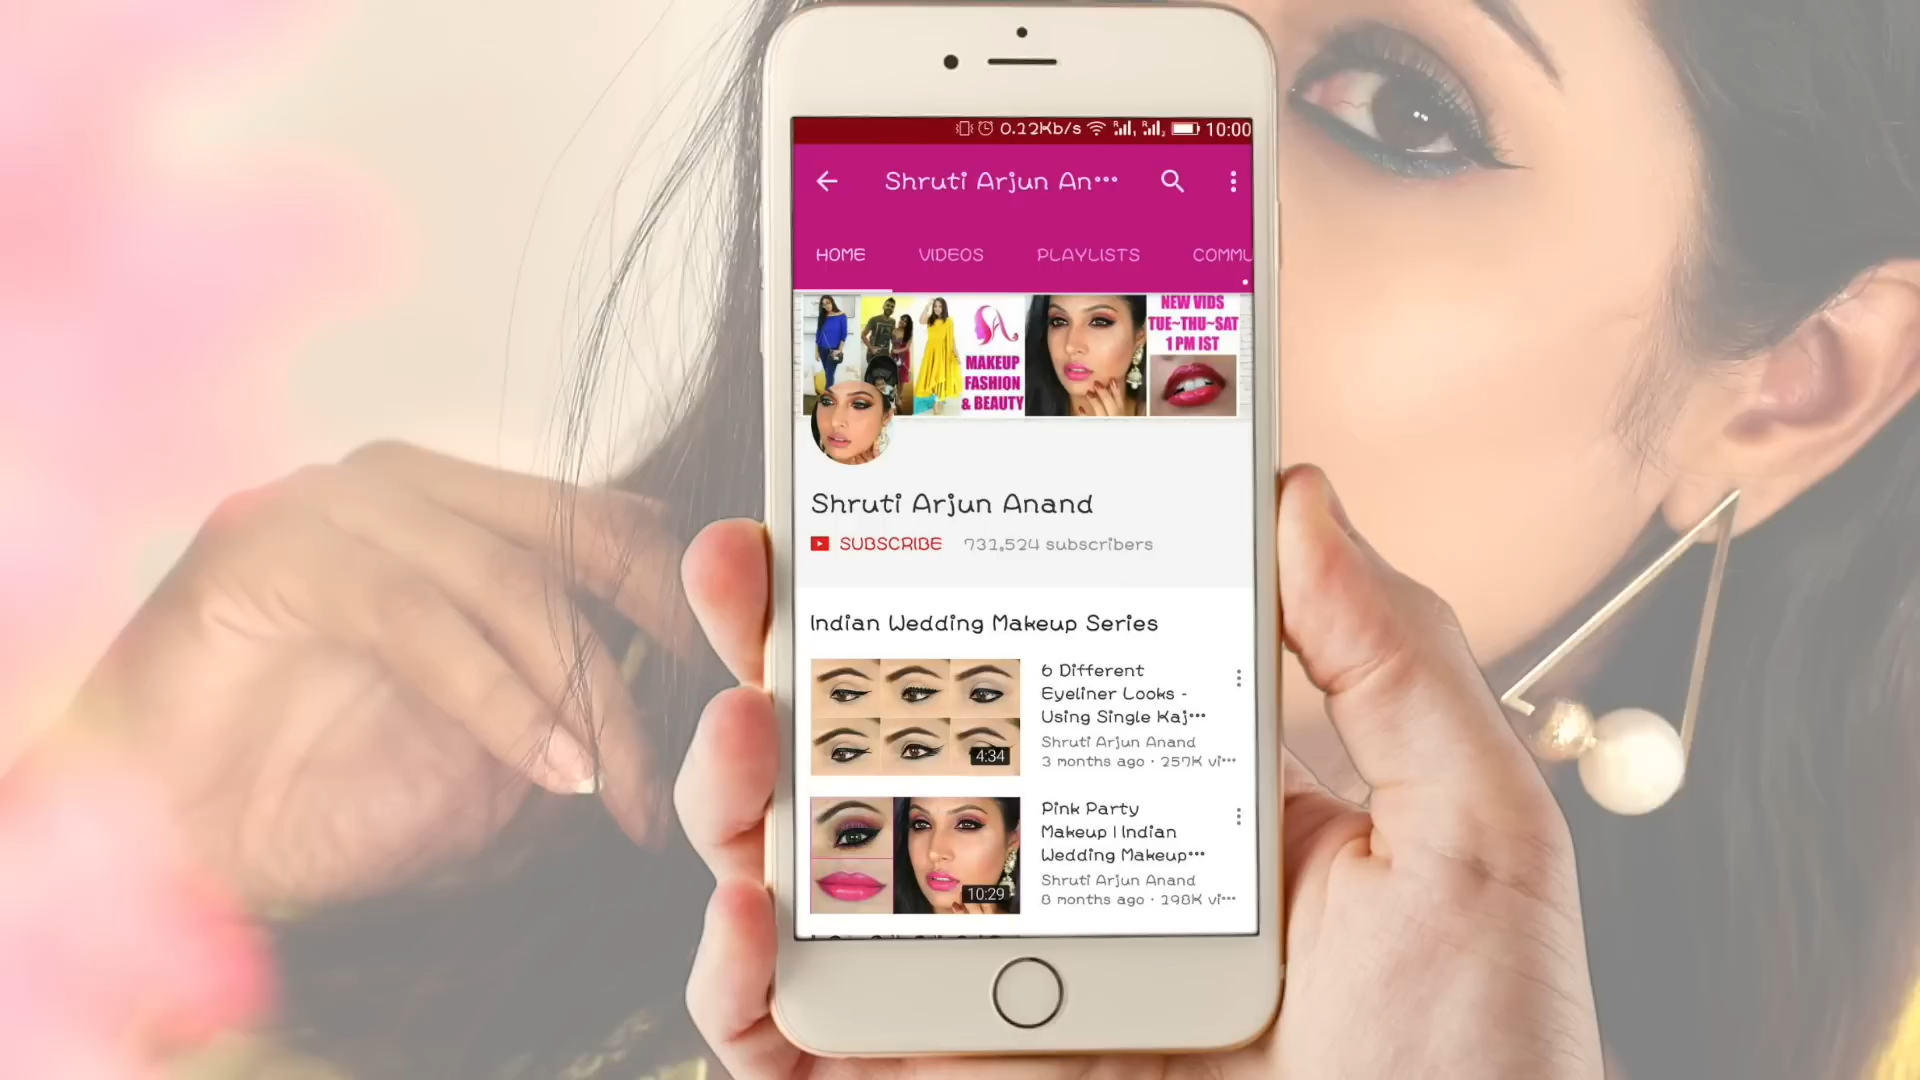 0.22Kb/s 10:00
Shruti Arjun An•••
HOME VIDEOS PLAYLISTS COMMU
NEW VIDS
TUE~THU~SAT
1 PM IST
MAKEUP
FASHION
& BEAUTY
Shruti Arjun Anand
SUBSCRIBE 731,524 subscribers
Indian Wedding Makeup Series
6 Different
Eyeliner Looks -
Using Single Kaj•••
Shruti Arjun Anand
3 months ago · 257K vi•••
4:34
Pink Party
Makeup | Indian
Wedding Makeup•••
Shruti Arjun Anand
8 months ago · 298K vi•••
10:29